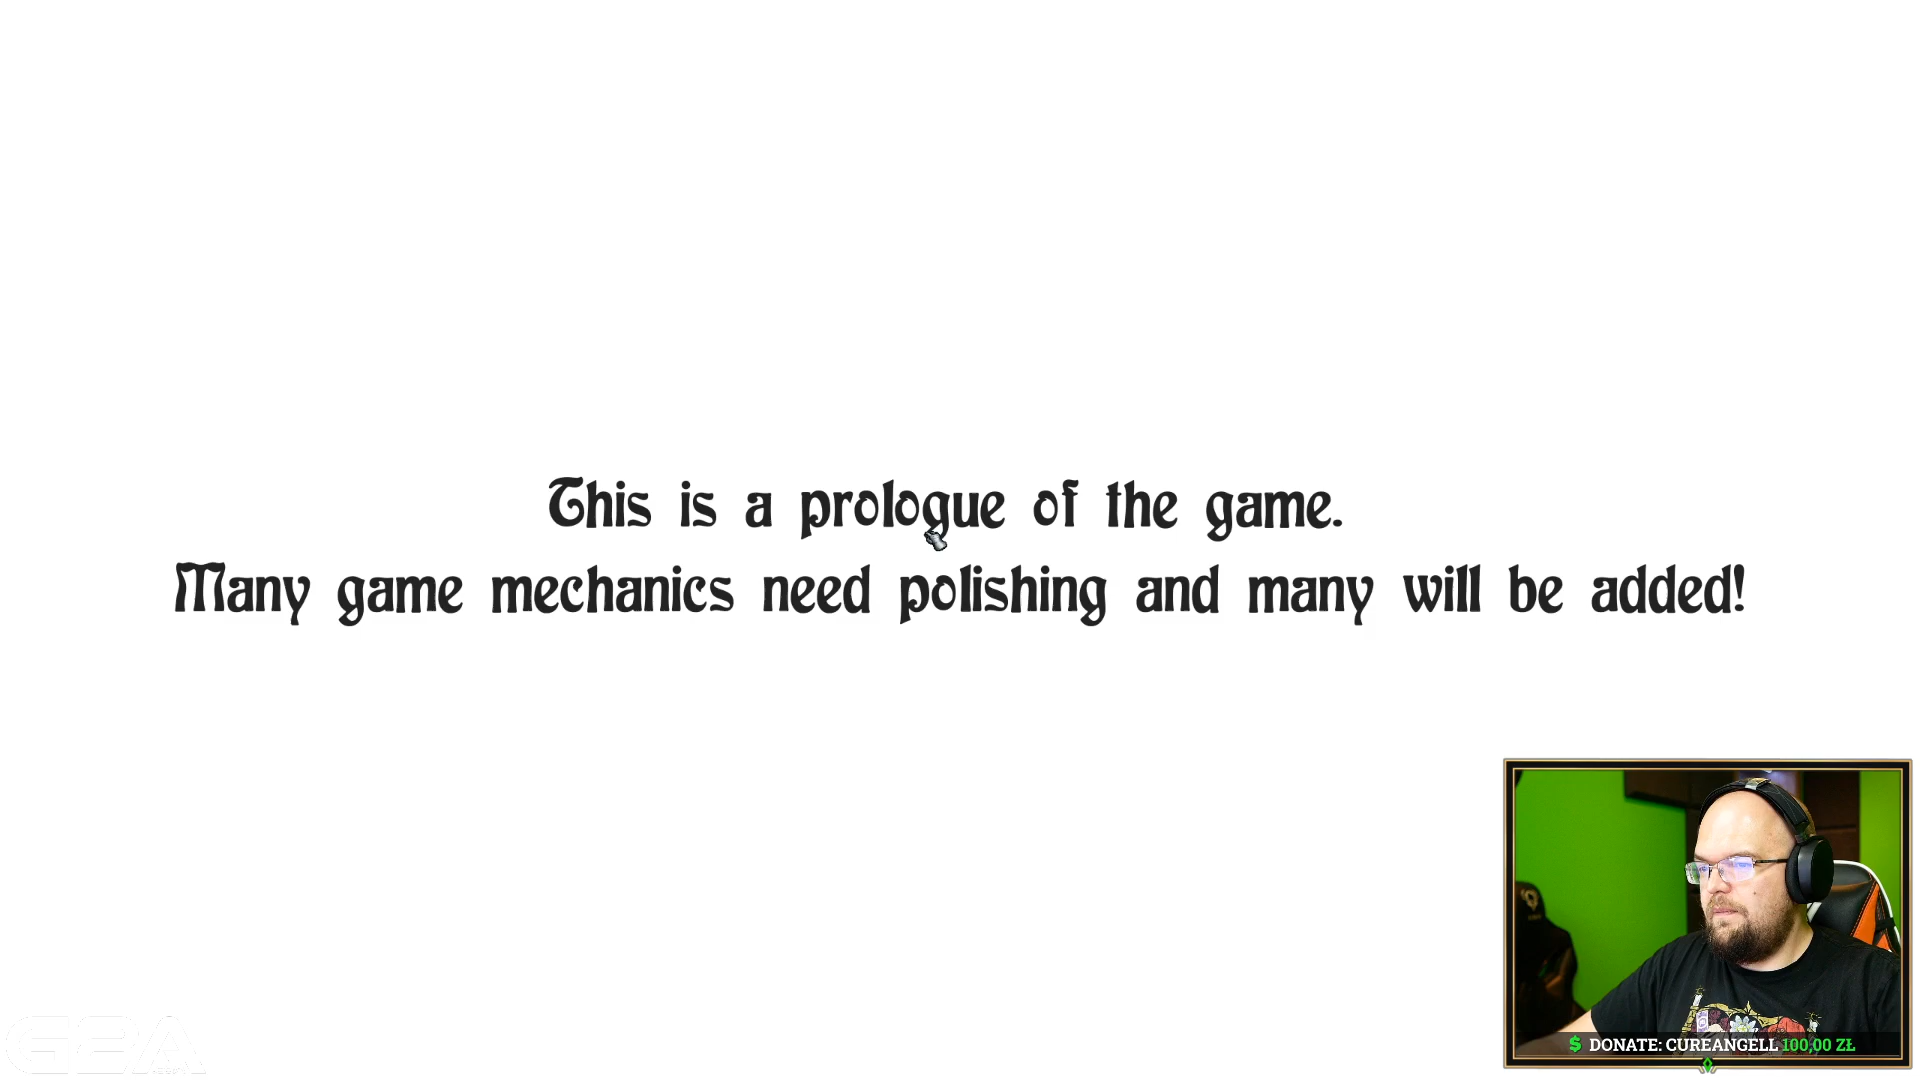 This is a prologue of the game.
Many game mechanics need polishing and many will be added!
G2A
$ DONATE: CUREANGELL 100,00 ZŁ